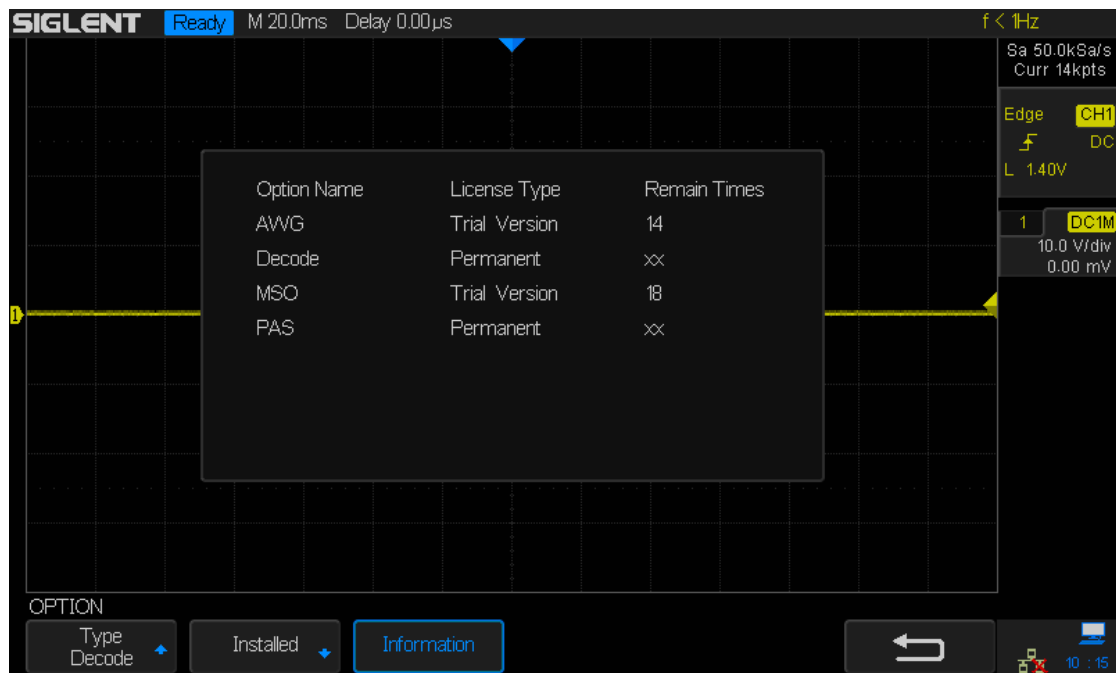 SIGLENT Ready M 20.0ms Delay 0.00µs f < 1Hz
Sa 50.0kSa/s
Curr 14kpts
Edge CH1
DC
L 1.40V
1 DC1M
10.0 V/div
0.00 mV
Option Name License Type Remain Times
AWG Trial Version 14
Decode Permanent xx
MSO Trial Version 18
PAS Permanent xx
1
OPTION
Type
Decode
Installed
Information
10 : 15